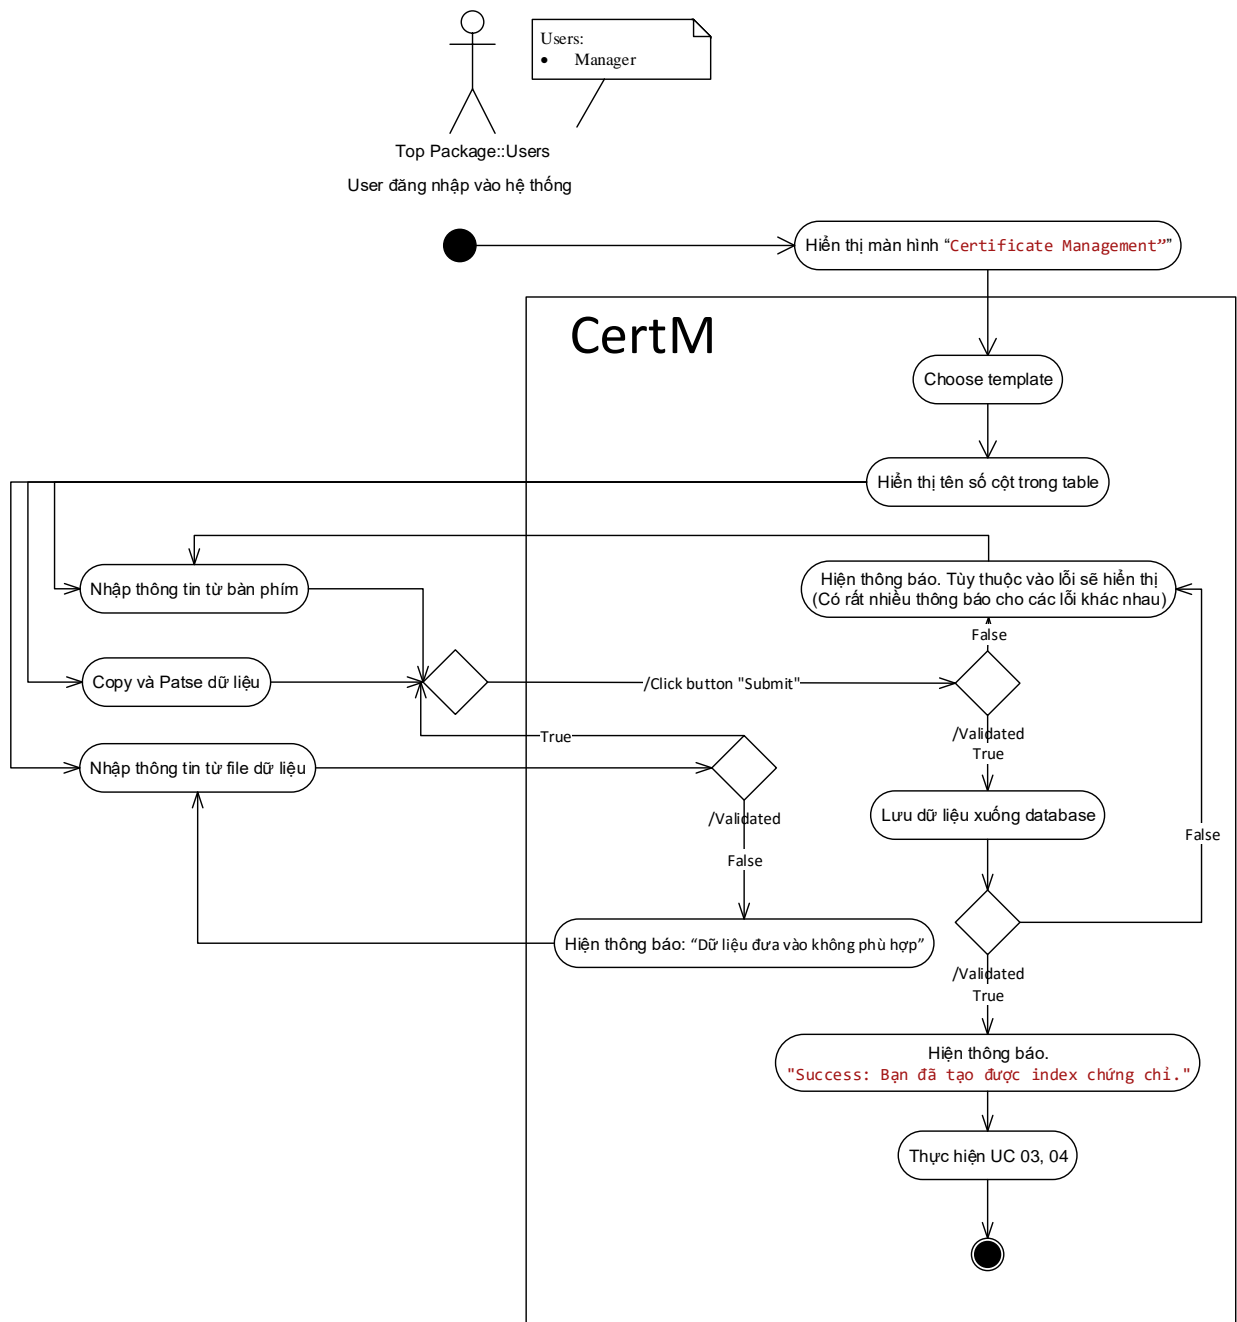 Users:
• Manager
Top Package::Users
User đăng nhập vào hệ thống
Hiển thị màn hình “Certificate Management””
CertM
Choose template
Hiển thị tên số cột trong table
Nhập thông tin từ bàn phím
Hiện thông báo. Tùy thuộc vào lỗi sẽ hiển thị
(Có rất nhiều thông báo cho các lỗi khác nhau)
False
Copy và Patse dữ liệu
/Click button "Submit"
/Validated
True
True
Nhập thông tin từ file dữ liệu
/Validated
False
Lưu dữ liệu xuống database
False
Hiện thông báo: “Dữ liệu đưa vào không phù hợp”
/Validated
True
Hiện thông báo.
"Success: Bạn đã tạo được index chứng chỉ."
Thực hiện UC 03, 04